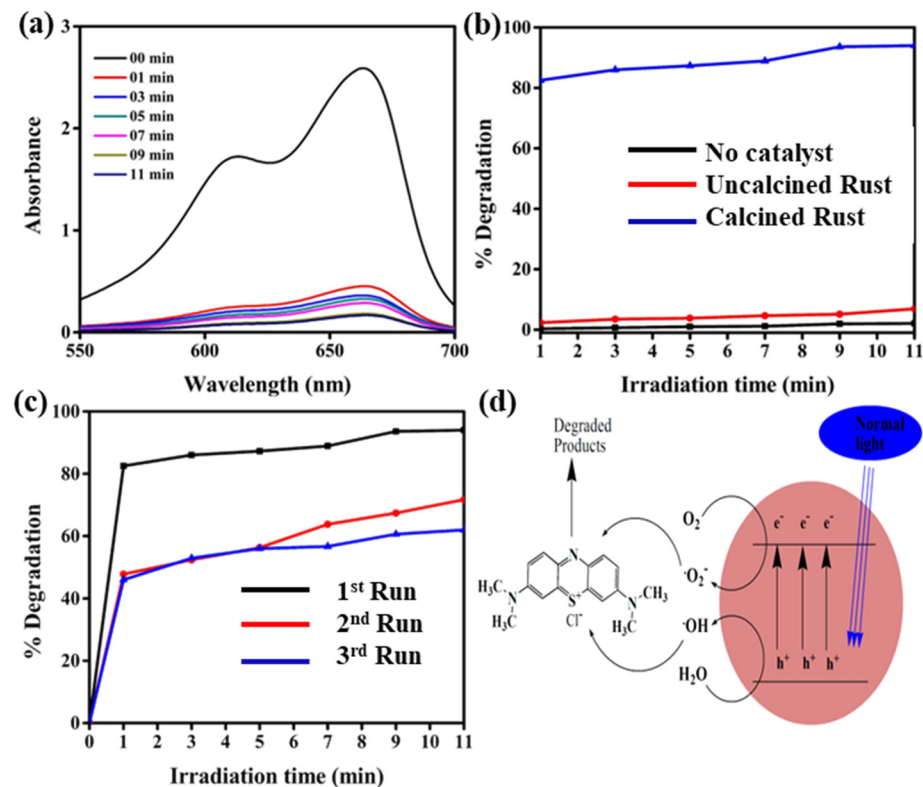 (a)
3
2
1
0
Absorbance
00 min
01 min
03 min
05 min
07 min
09 min
11 min
550
600
650
700
Wavelength (nm)
(b)
100
80
60
40
20
0
% Degradation
No catalyst
Uncalcined Rust
Calcined Rust
1 2 3 4 5 6 7 8 9 10 11
Irradiation time (min)
(c)
100
80
60
40
20
0
% Degradation
1st Run
2nd Run
3rd Run
0 1 2 3 4 5 6 7 8 9 10 11
Irradiation time (min)
(d)
Degraded
Products
Normal
light
O2
e- e- e-
·O2-
N
H3C
N
S+
N
CH3
H3C
Cl-
CH3
·OH
H2O
h+ h+ h+